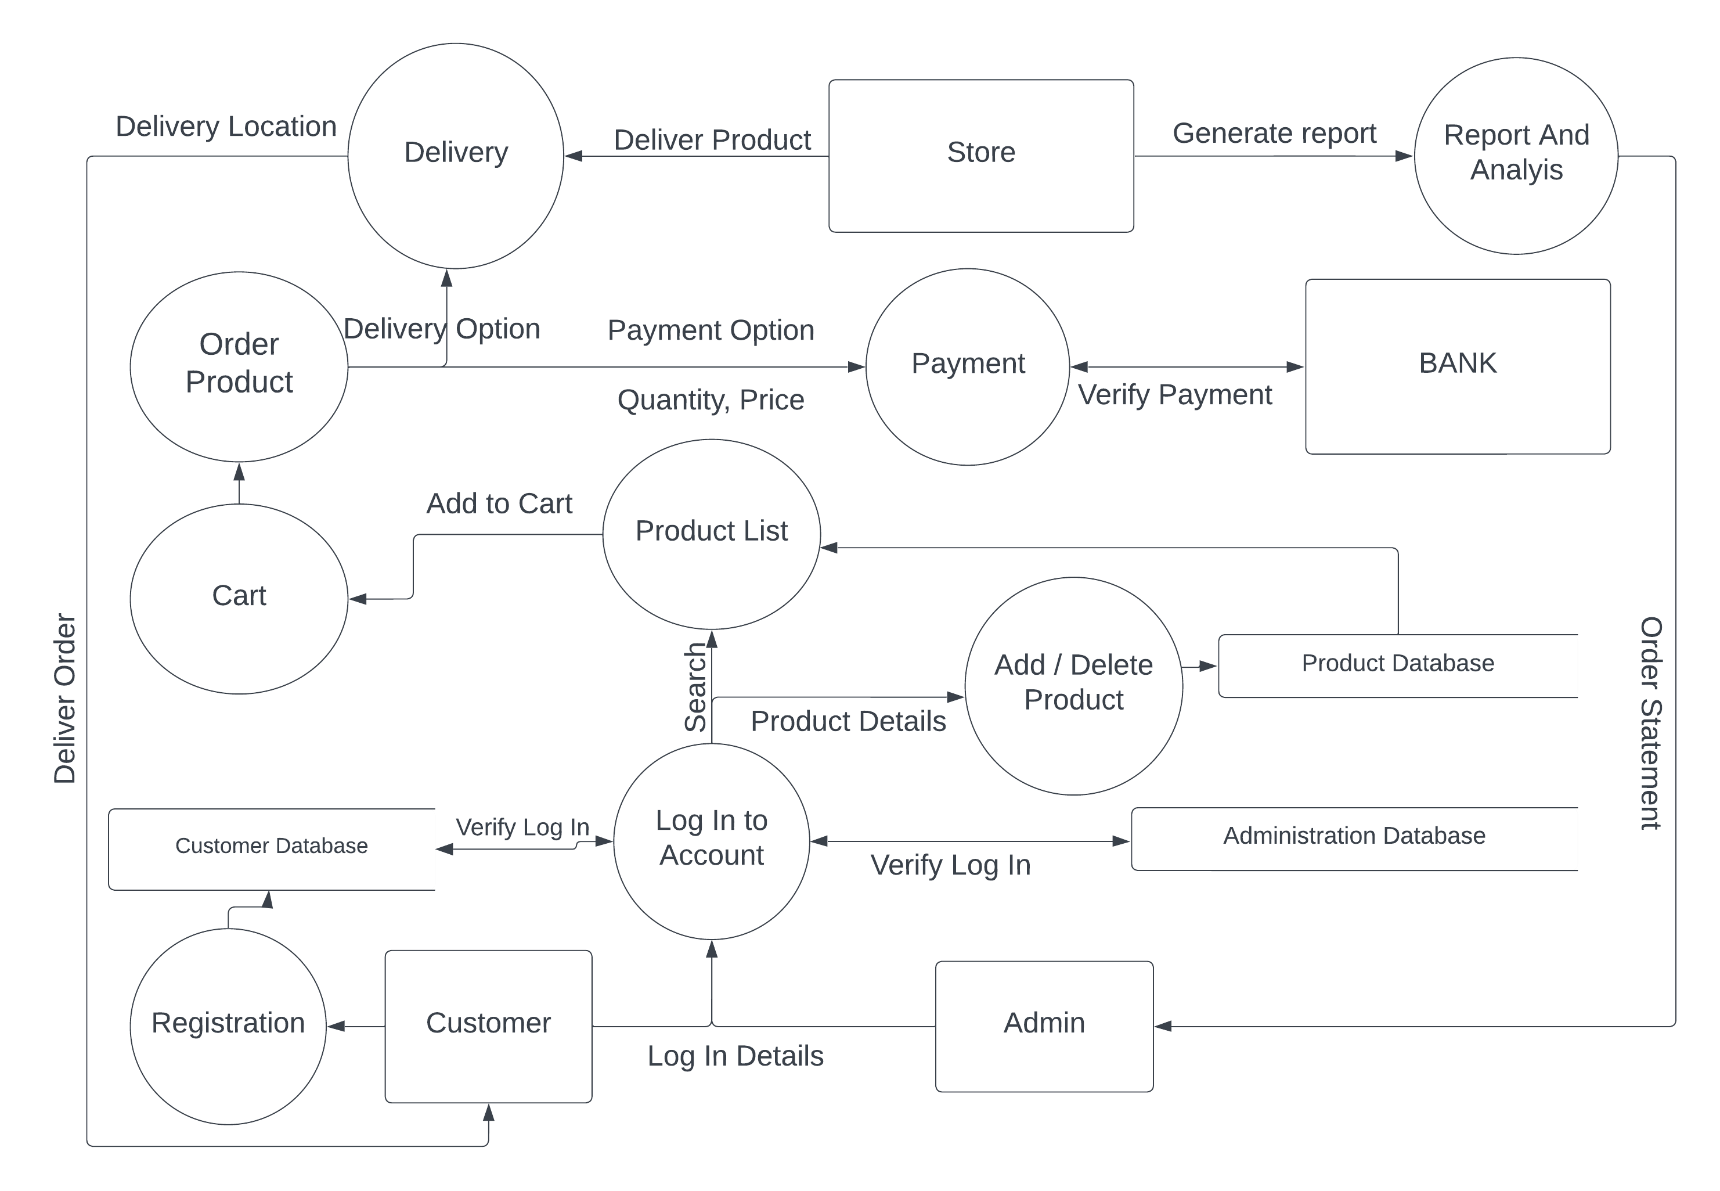 Delivery Location
Delivery
Deliver Product
Store
Generate report
Report And
Analyis
Order
Product
Delivery Option
Payment Option
Quantity, Price
Payment
Verify Payment
BANK
Add to Cart
Product List
Cart
Search
Product Details
Add / Delete
Product
Product Database
Deliver Order
Order Statement
Customer Database
Verify Log In
Log In to
Account
Verify Log In
Administration Database
Registration
Customer
Log In Details
Admin